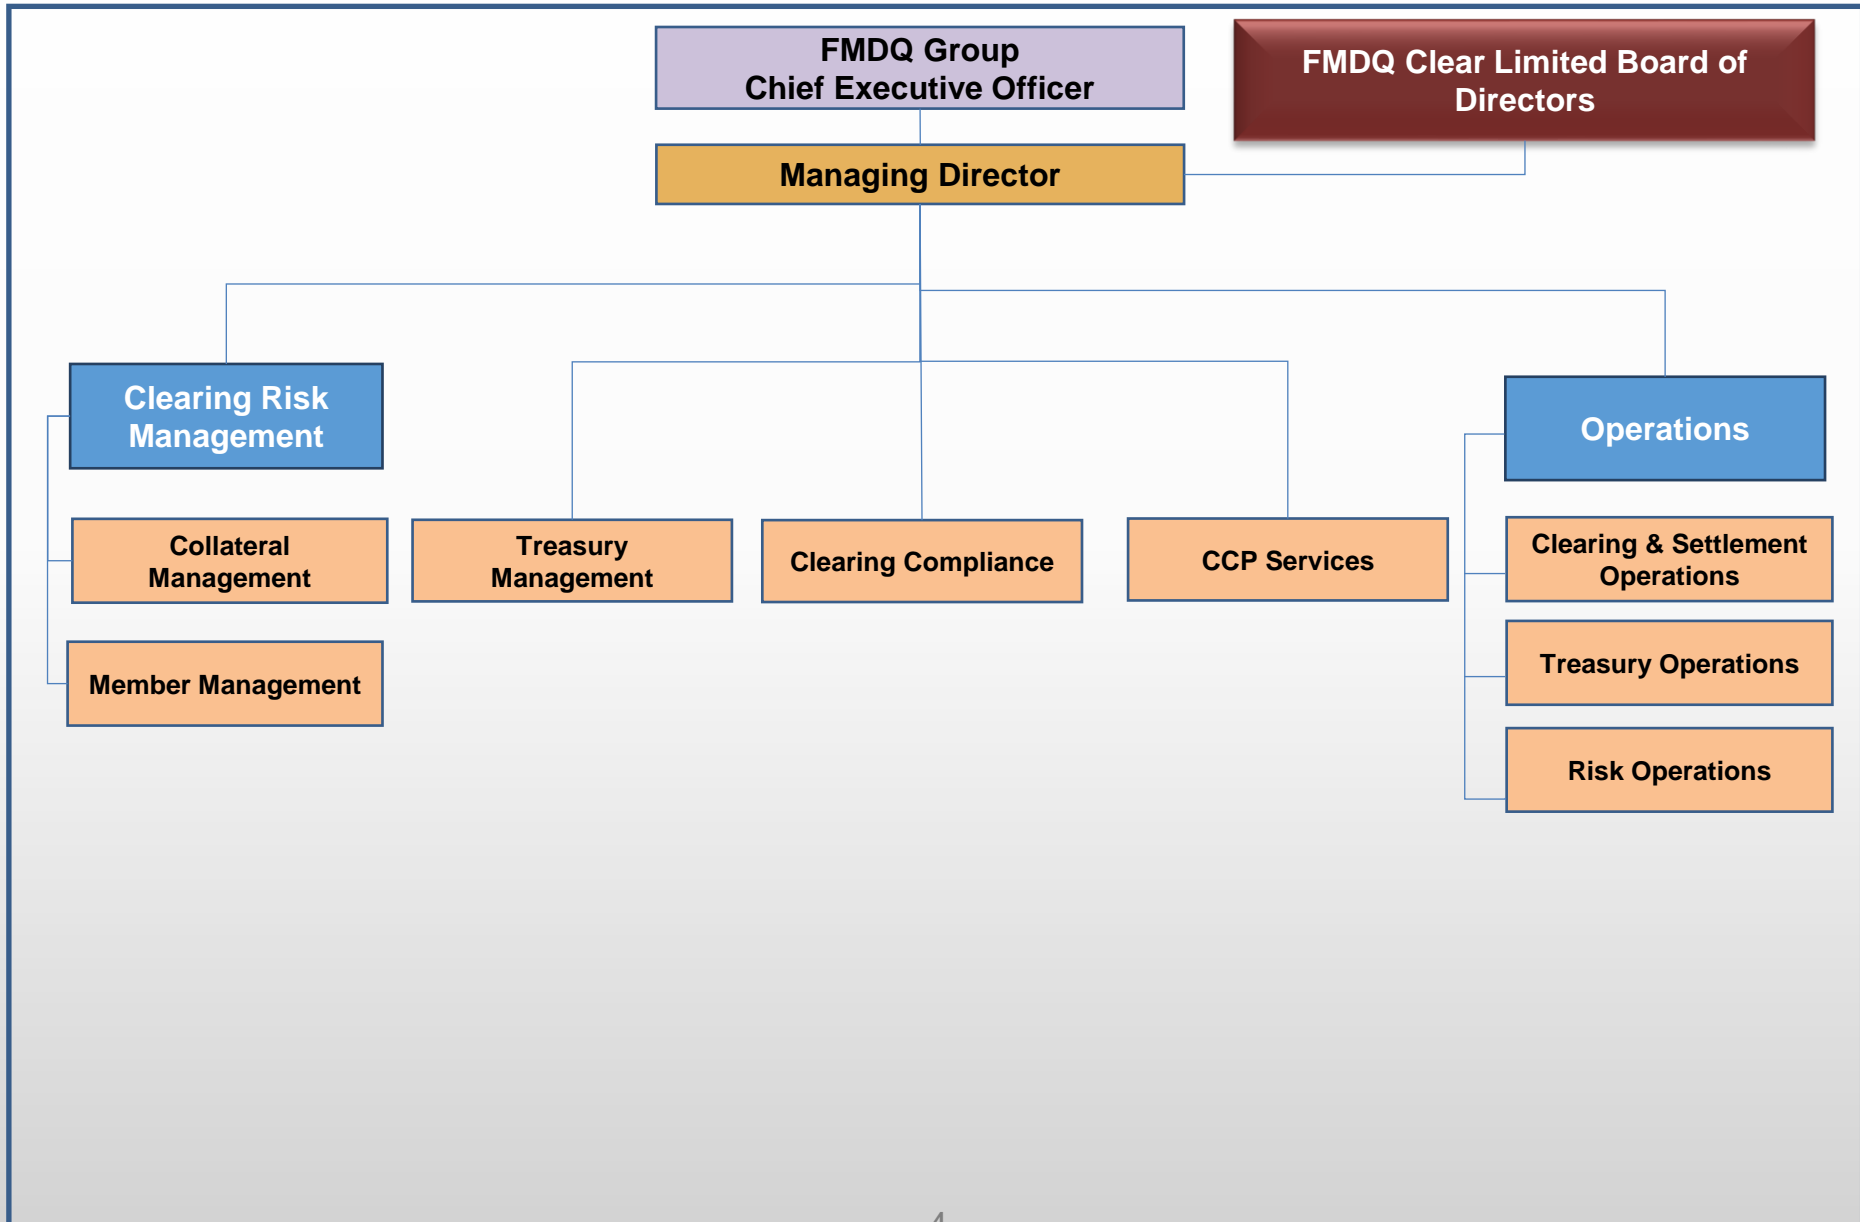 FMDQ Group
Chief Executive Officer
FMDQ Clear Limited Board of
Directors
Managing Director
Clearing Risk
Management
Operations
Collateral
Management
Treasury
Management
Clearing Compliance
CCP Services
Clearing & Settlement
Operations
Member Management
Treasury Operations
Risk Operations
4